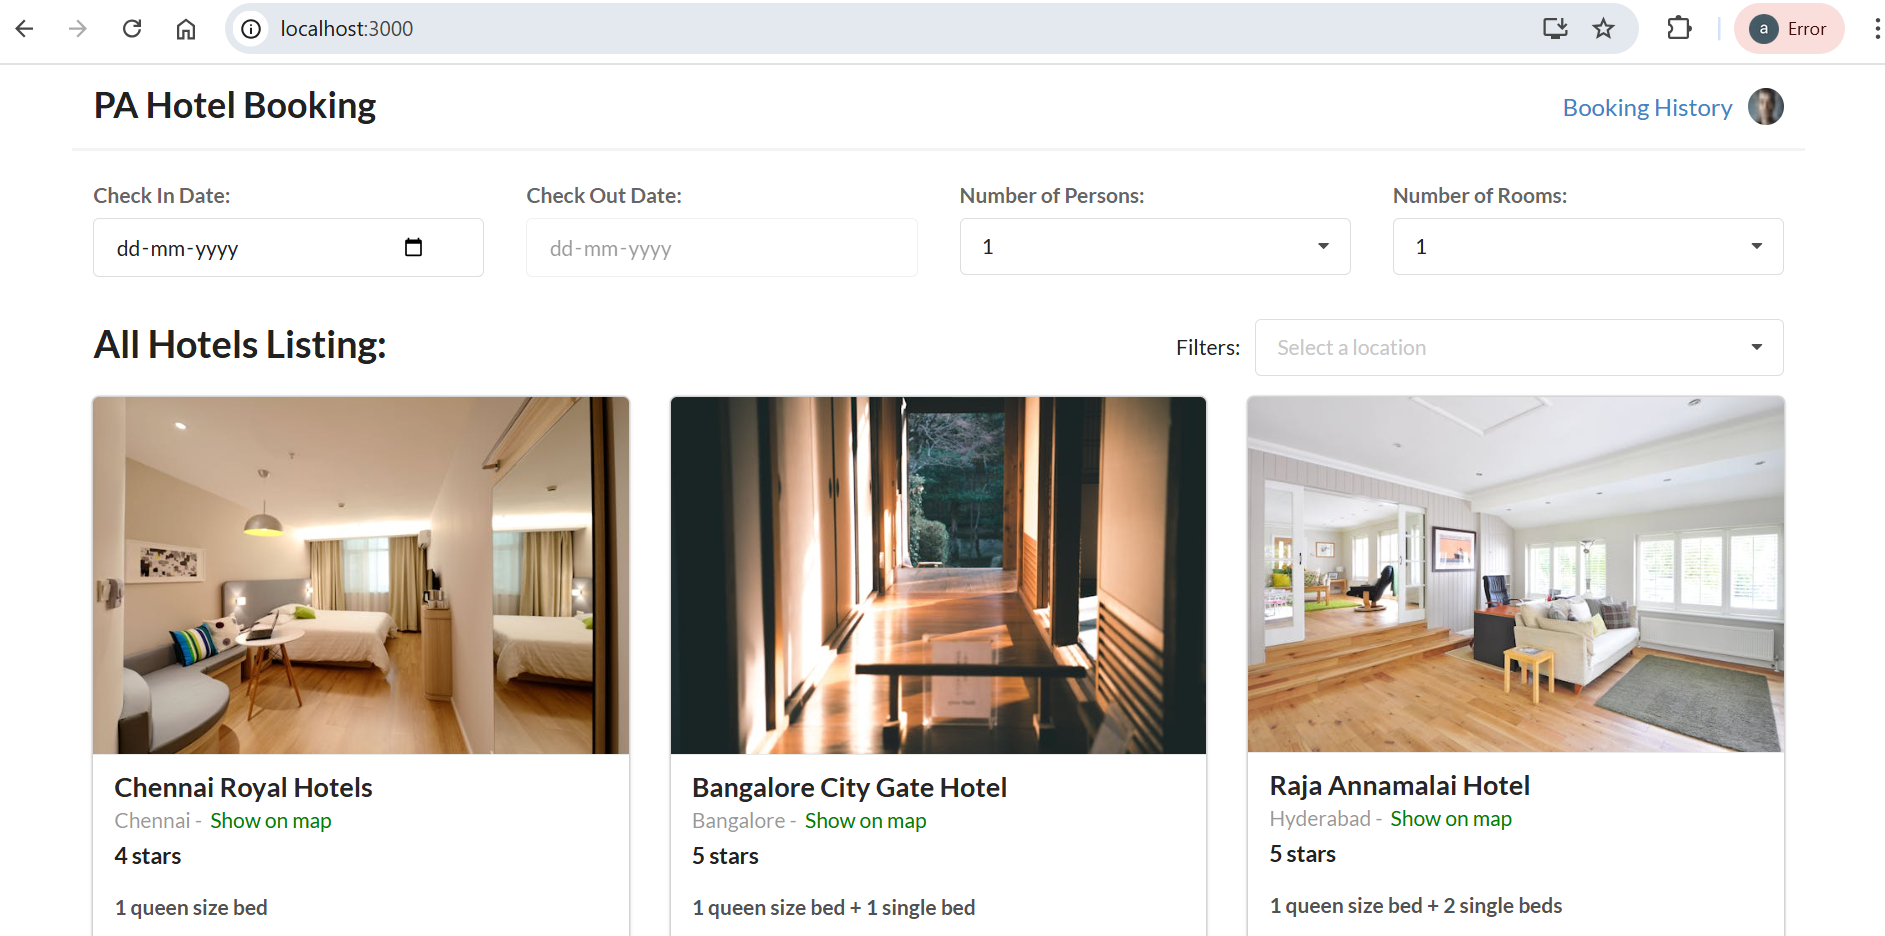 localhost:3000
a Error
PA Hotel Booking
Booking History
Check In Date:
Check Out Date:
Number of Persons:
Number of Rooms:
dd-mm-yyyy
dd-mm-yyyy
1
1
All Hotels Listing:
Filters:
Select a location
Chennai Royal Hotels
Chennai - Show on map
4 stars
1 queen size bed
Bangalore City Gate Hotel
Bangalore - Show on map
5 stars
1 queen size bed + 1 single bed
Raja Annamalai Hotel
Hyderabad - Show on map
5 stars
1 queen size bed + 2 single beds